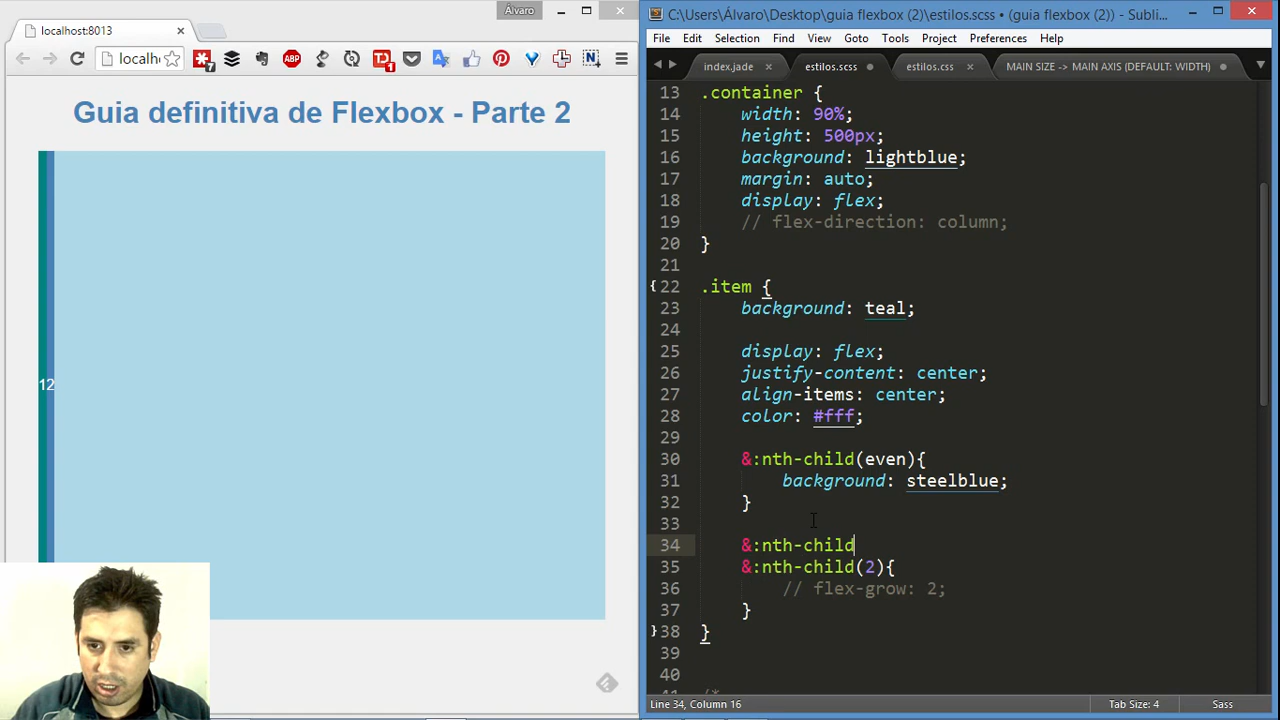 Álvaro
localhost:8013
localh
7
ABP
1
Guia definitiva de Flexbox - Parte 2
12
C:\Users\Álvaro\Desktop\guia flexbox (2)\estilos.scss • (guia flexbox (2)) - Subli...
File Edit Selection Find View Goto Tools Project Preferences Help
index.jade estilos.scss estilos.css MAIN SIZE -> MAIN AXIS (DEFAULT: WIDTH)
13 .container {
14 width: 90%;
15 height: 500px;
16 background: lightblue;
17 margin: auto;
18 display: flex;
19 // flex-direction: column;
20 }
21
22 .item {
23 background: teal;
24
25 display: flex;
26 justify-content: center;
27 align-items: center;
28 color: #fff;
29
30 &:nth-child(even){
31 background: steelblue;
32 }
33
34 &:nth-child
35 &:nth-child(2){
36 // flex-grow: 2;
37 }
38 }
39
40
Line 34, Column 16
Tab Size: 4
Sass